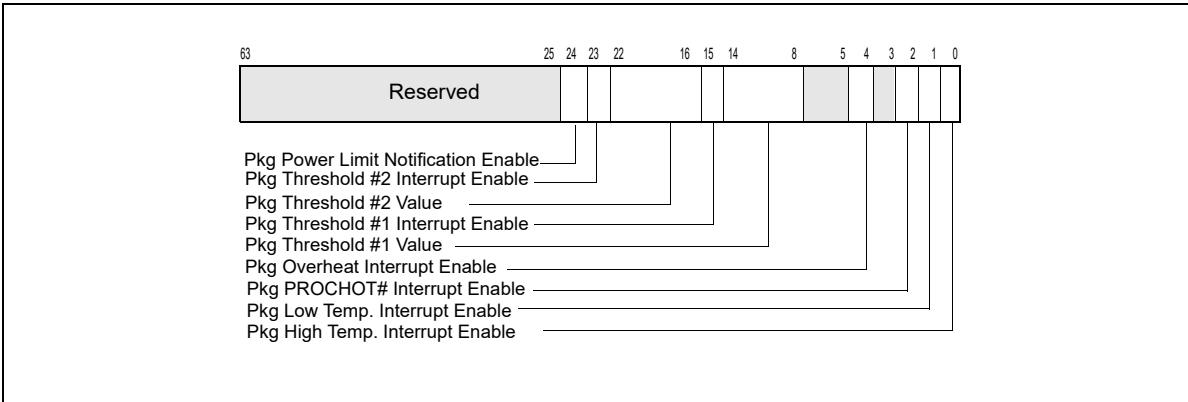 63 25 24 23 22 16 15 14 8 5 4 3 2 1 0
Reserved
Pkg Power Limit Notification Enable
Pkg Threshold #2 Interrupt Enable
Pkg Threshold #2 Value
Pkg Threshold #1 Interrupt Enable
Pkg Threshold #1 Value
Pkg Overheat Interrupt Enable
Pkg PROCHOT# Interrupt Enable
Pkg Low Temp. Interrupt Enable
Pkg High Temp. Interrupt Enable